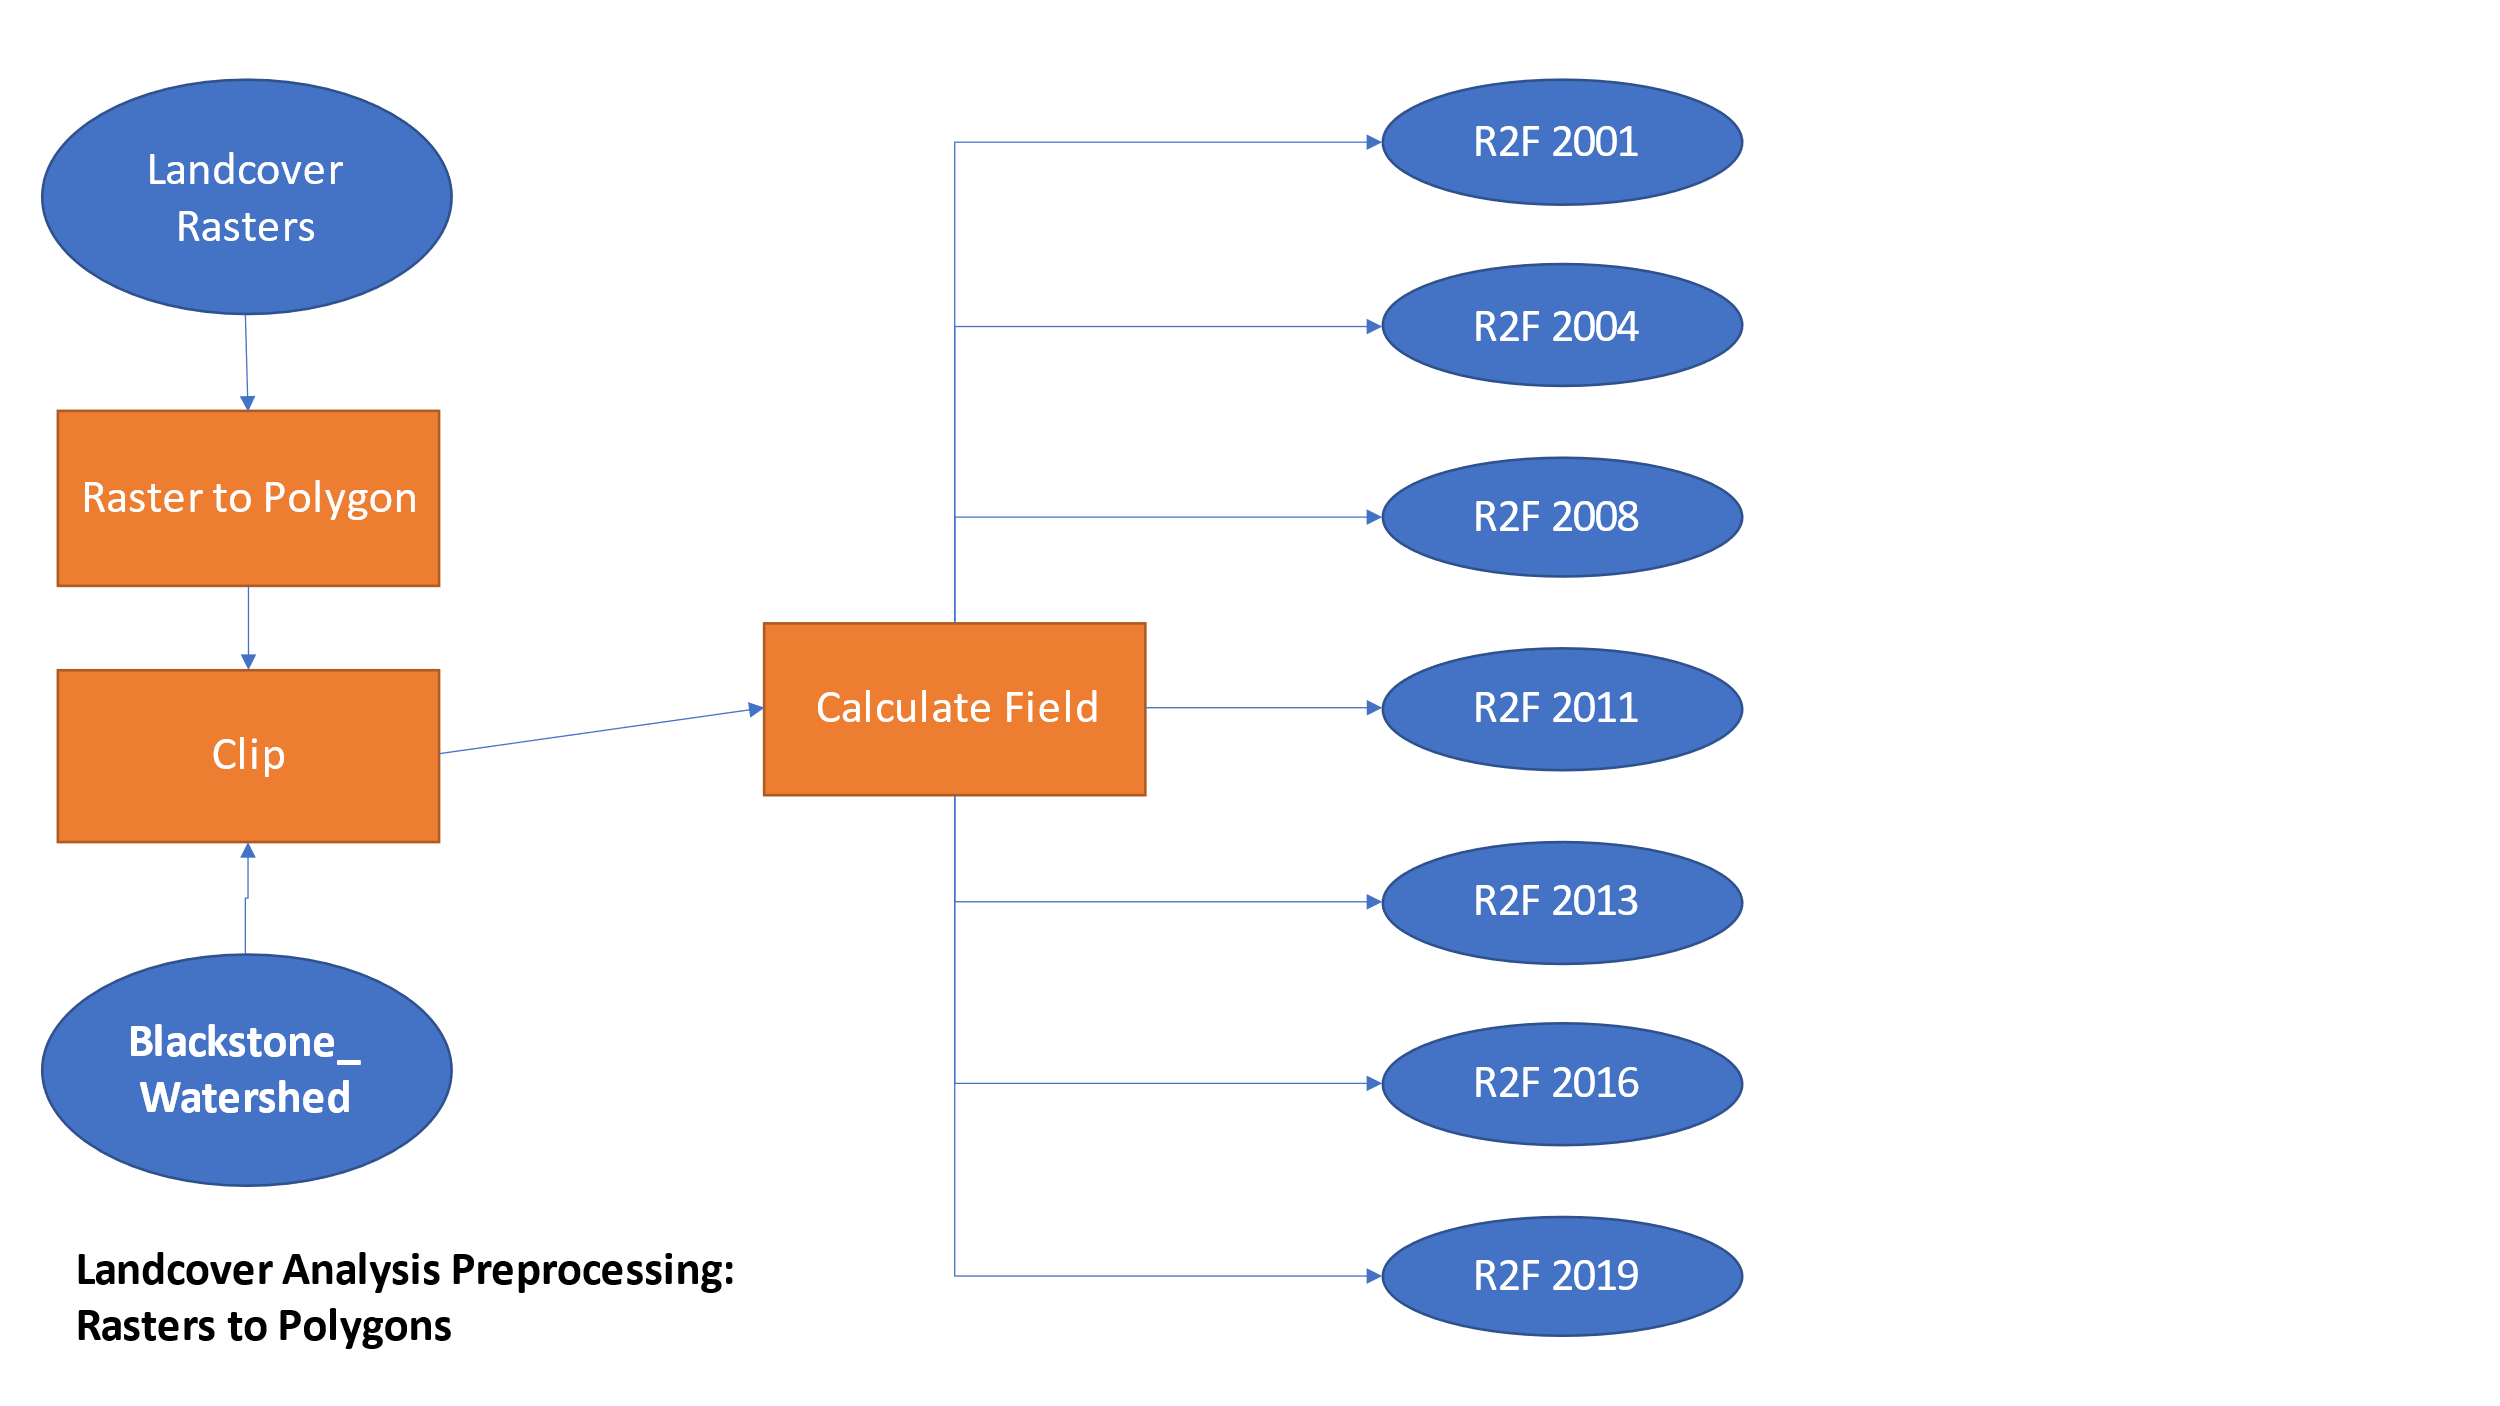 Landcover
Rasters
Raster to Polygon
Clip
Blackstone_
Watershed
Calculate Field
R2F 2001
R2F 2004
R2F 2008
R2F 2011
R2F 2013
R2F 2016
R2F 2019
Landcover Analysis Preprocessing:
Rasters to Polygons